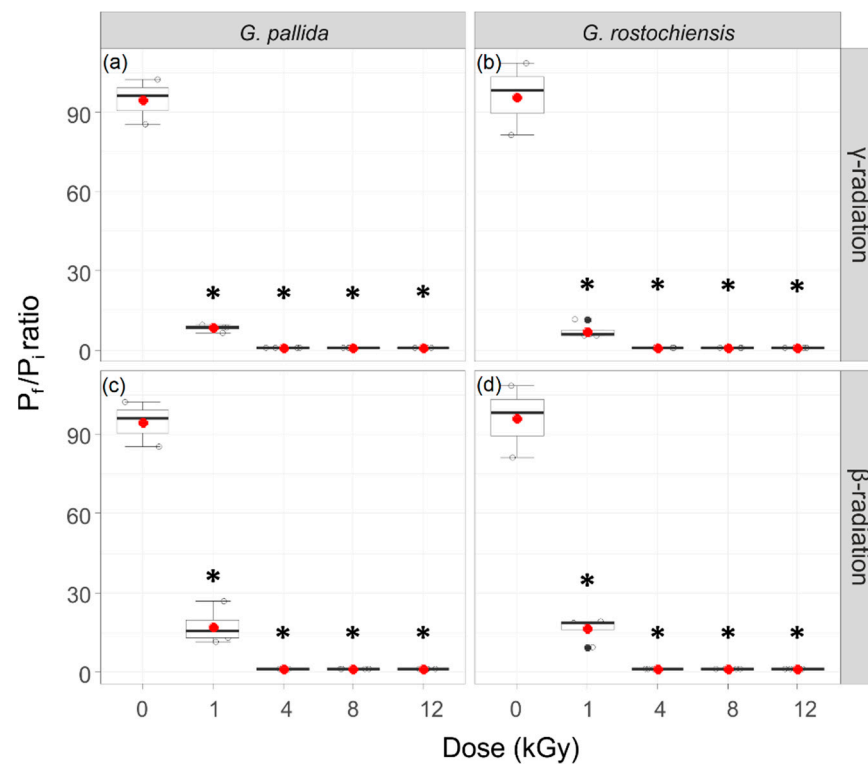 G. pallida
G. rostochiensis
(a)
(b)
90
60
30
0
* * * *
* * * *
γ-radiation
(c)
(d)
90
60
30
0
* * * *
* * * *
β-radiation
Pf/Pi ratio
0 1 4 8 12
0 1 4 8 12
Dose (kGy)